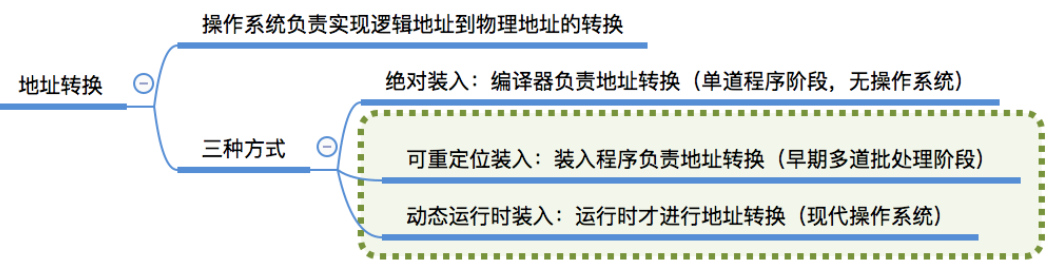 操作系统负责实现逻辑地址到物理地址的转换
地址转换
绝对装入：编译器负责地址转换（单道程序阶段，无操作系统）
三种方式
可重定位装入：装入程序负责地址转换（早期多道批处理阶段）
动态运行时装入：运行时才进行地址转换（现代操作系统）